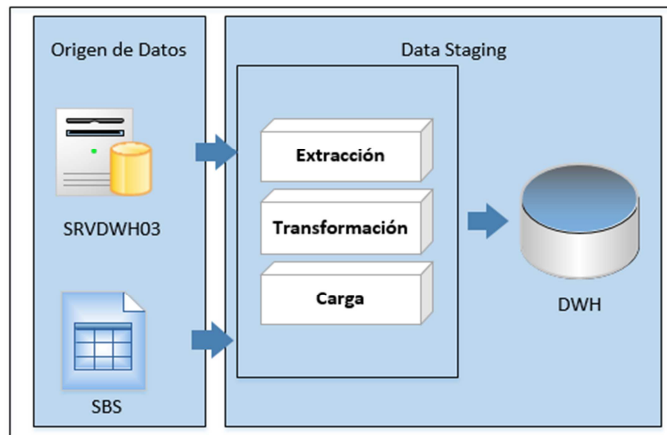 Origen de Datos
SRVDWH03
SBS
Data Staging
Extracción
Transformación
Carga
DWH